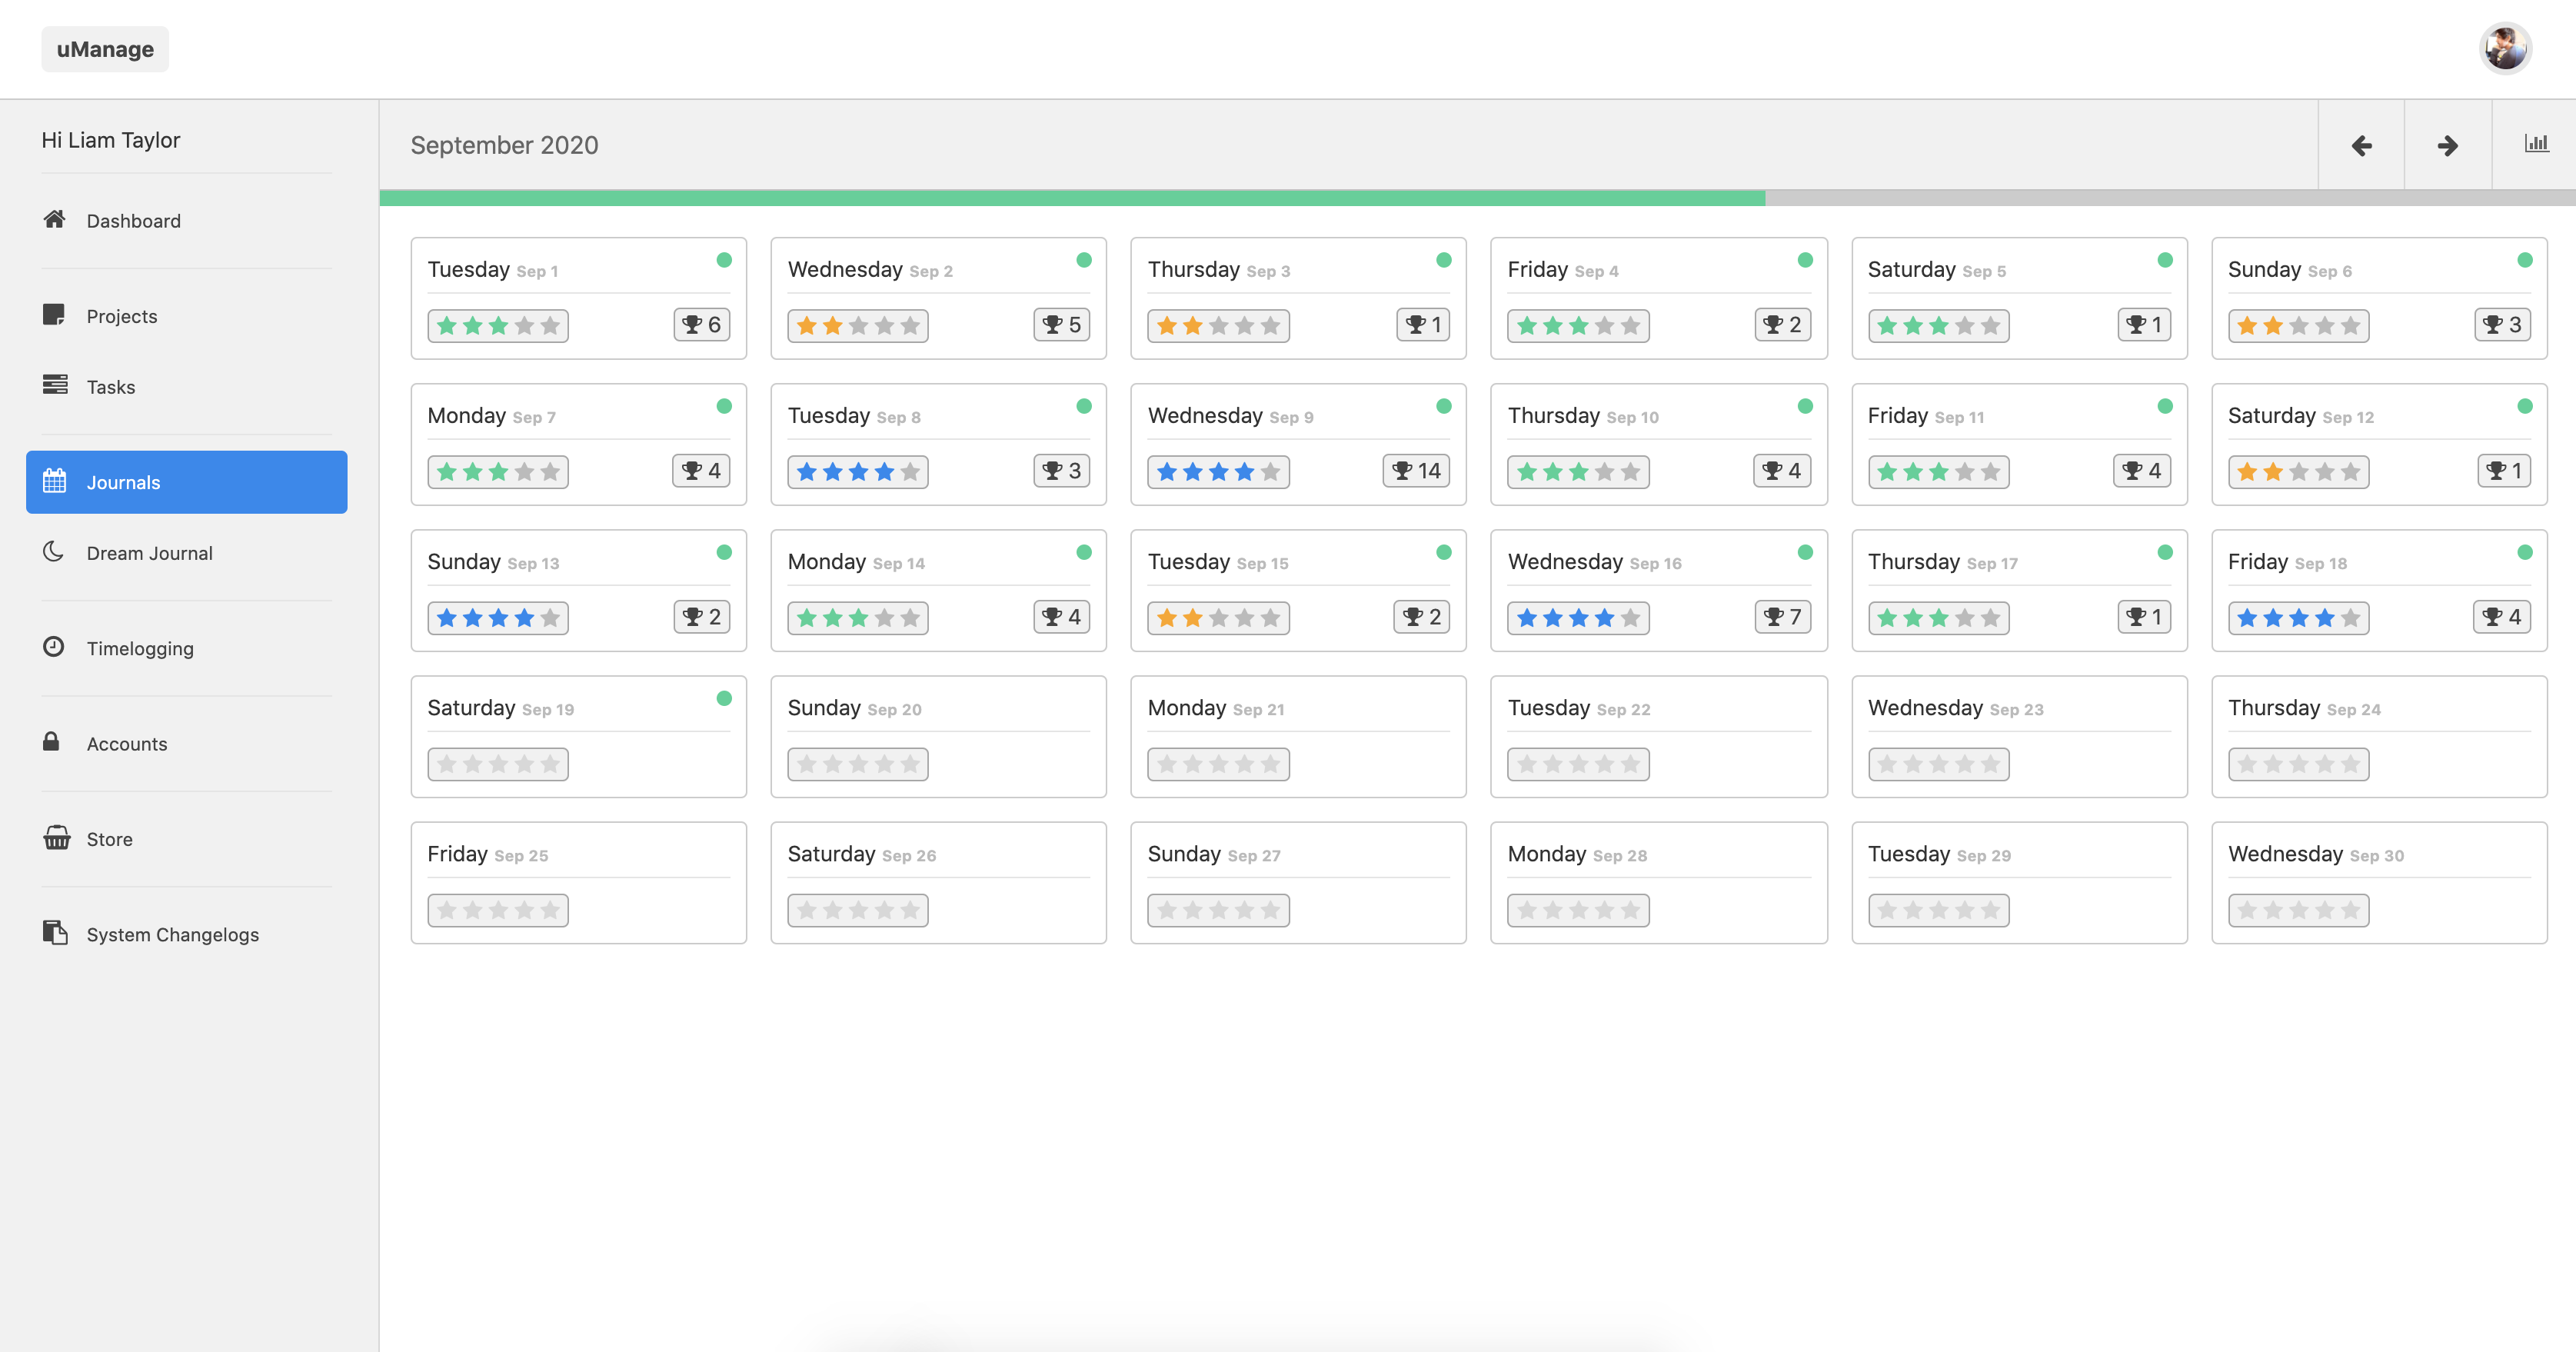 uManage
Hi Liam Taylor
Dashboard
Projects
Tasks
Journals
Dream Journal
Timelogging
Accounts
Store
System Changelogs
September 2020
Tuesday Sep 1
6
Wednesday Sep 2
5
Thursday Sep 3
1
Friday Sep 4
2
Saturday Sep 5
1
Sunday Sep 6
3
Monday Sep 7
4
Tuesday Sep 8
3
Wednesday Sep 9
14
Thursday Sep 10
4
Friday Sep 11
4
Saturday Sep 12
1
Sunday Sep 13
2
Monday Sep 14
4
Tuesday Sep 15
2
Wednesday Sep 16
7
Thursday Sep 17
1
Friday Sep 18
4
Saturday Sep 19
Sunday Sep 20
Monday Sep 21
Tuesday Sep 22
Wednesday Sep 23
Thursday Sep 24
Friday Sep 25
Saturday Sep 26
Sunday Sep 27
Monday Sep 28
Tuesday Sep 29
Wednesday Sep 30